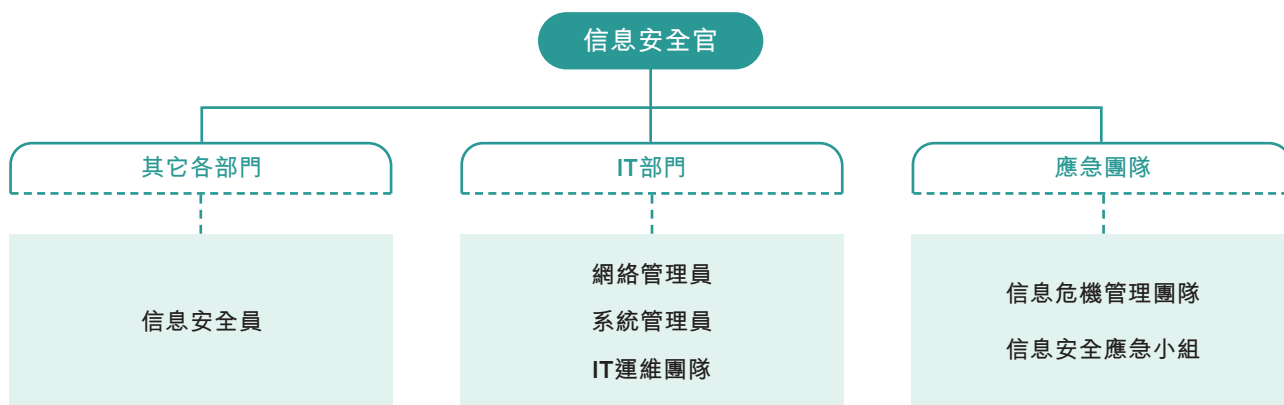 信息安全官
其它各部門
IT部門
應急團隊
信息安全員
網絡管理員
系統管理員
IT運維團隊
信息危機管理團隊
信息安全應急小組